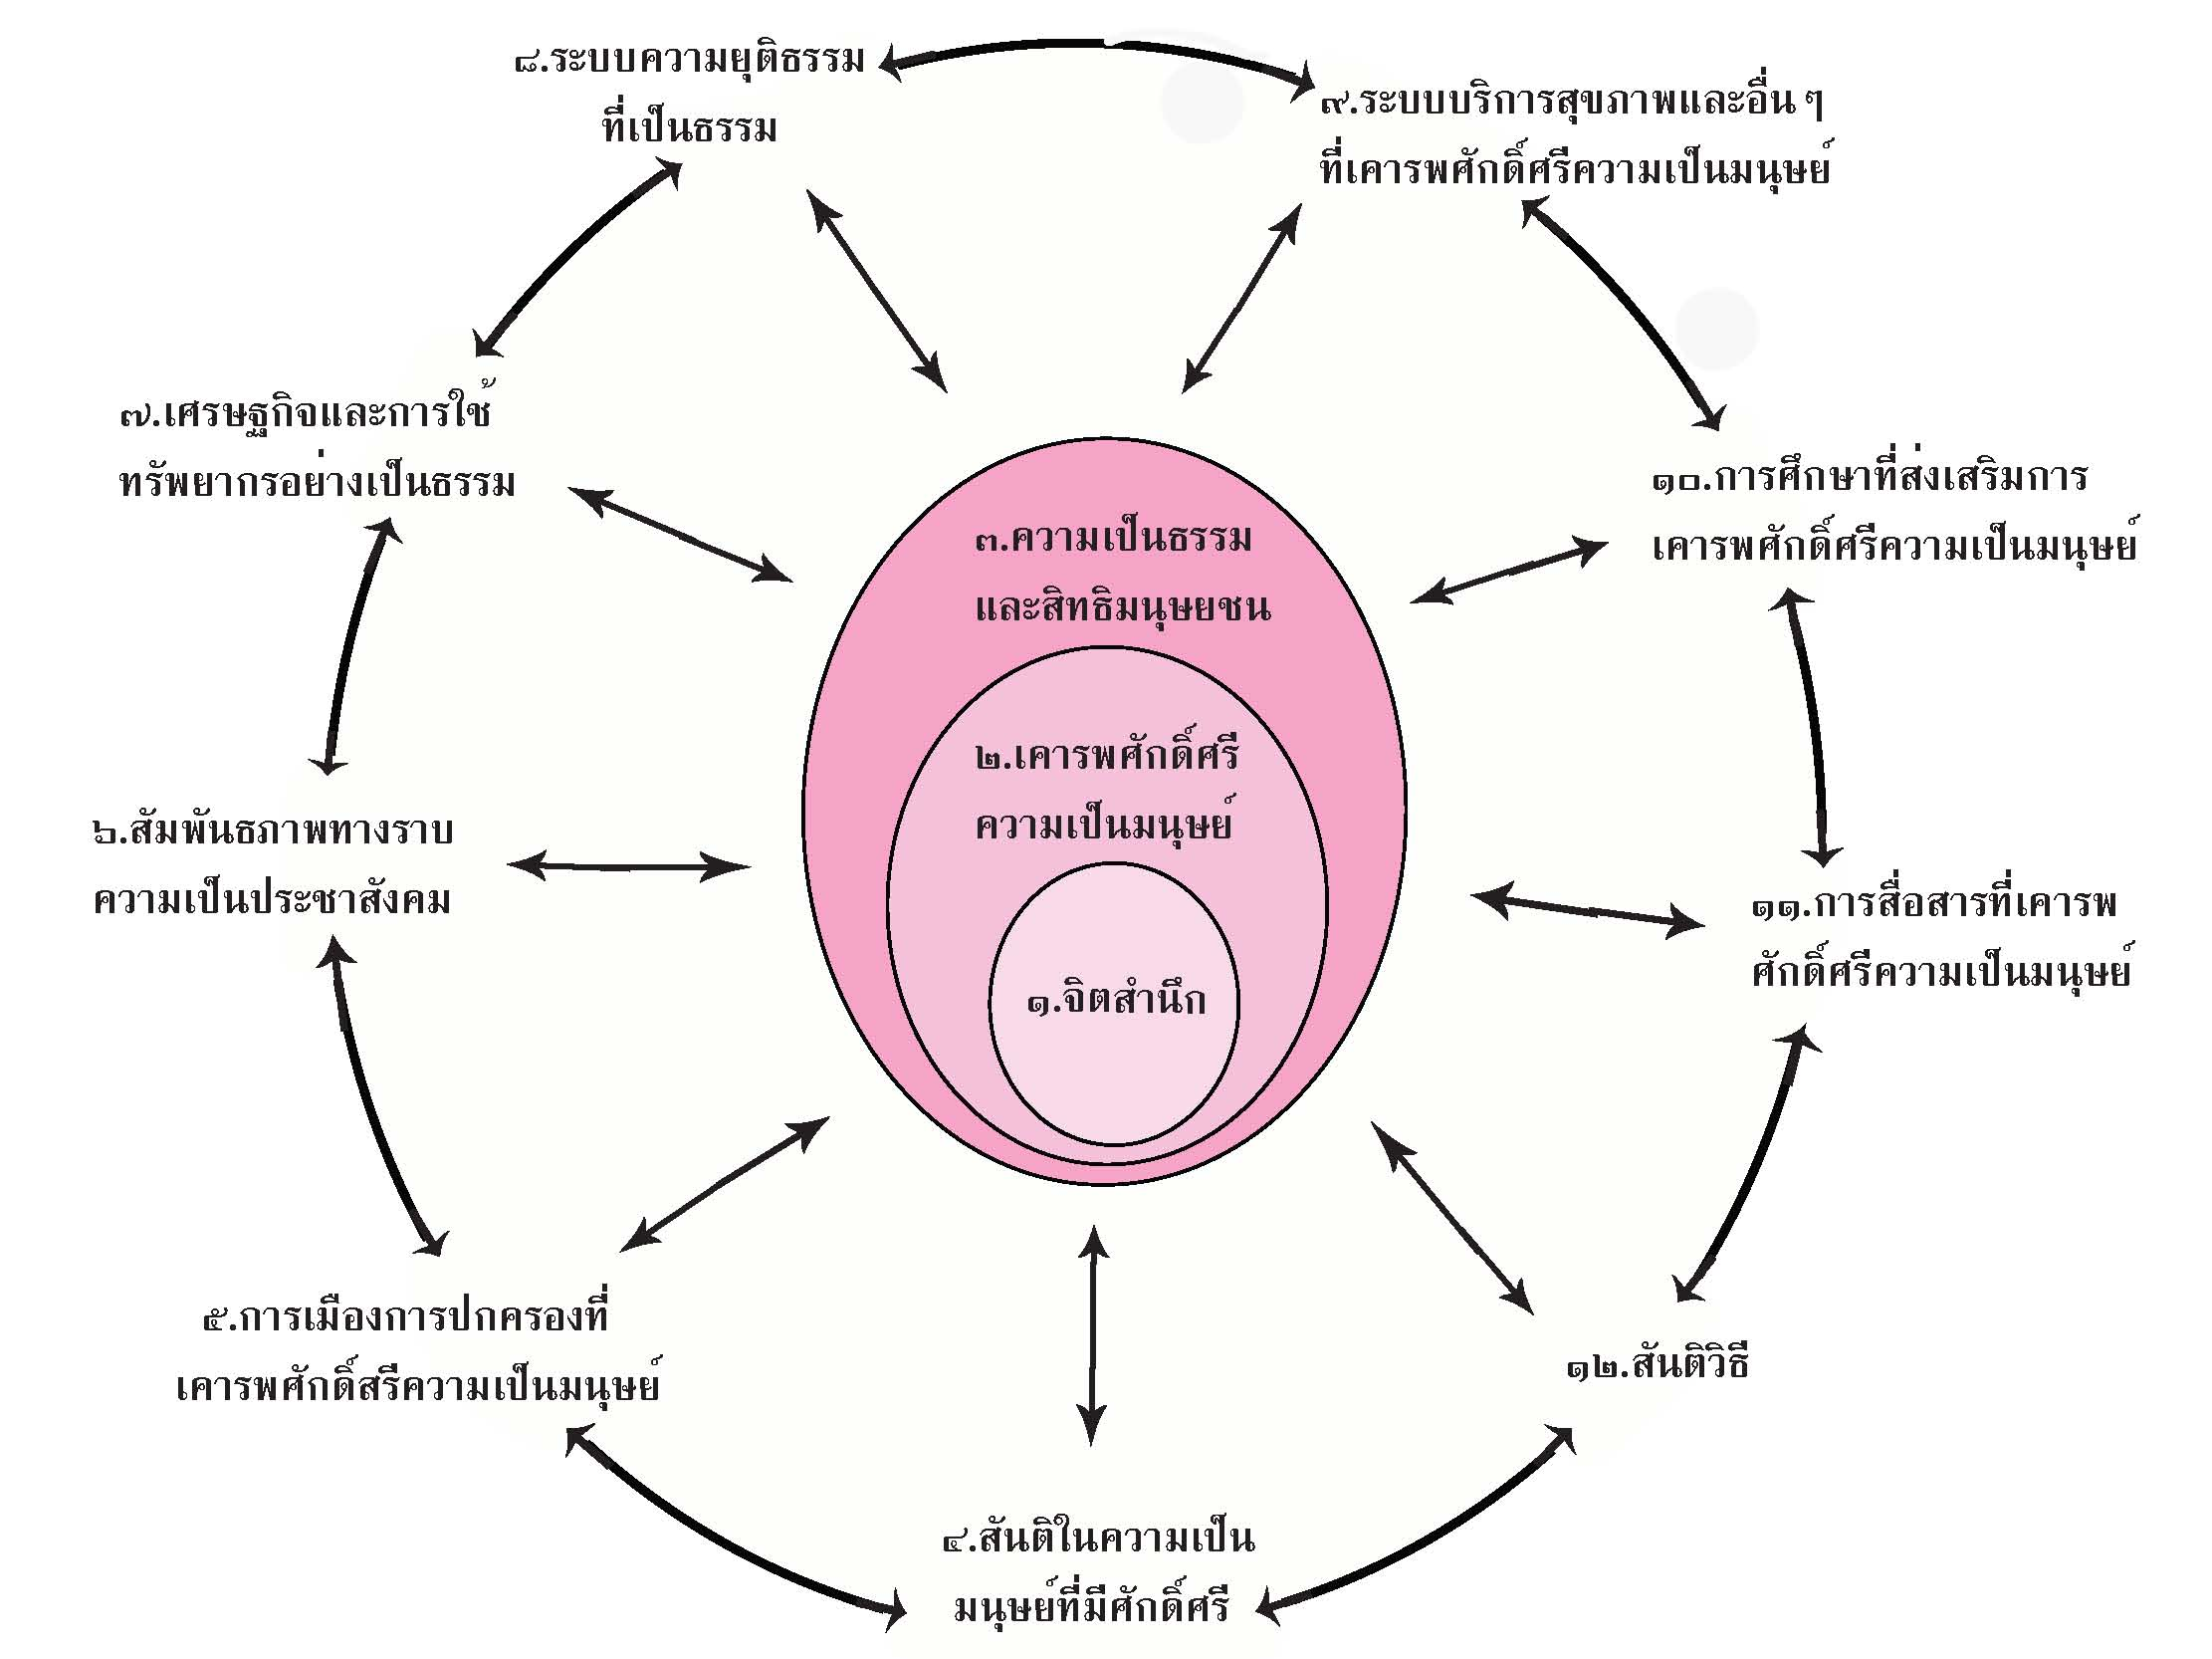 ๘.ระบบความยุติธรรม
ที่เป็นธรรม
๙.ระบบบริการสุขภาพและอื่น ๆ
ที่เคารพศักดิ์ศรีความเป็นมนุษย์
๗.เศรษฐกิจและการใช้
ทรัพยากรอย่างเป็นธรรม
๑๐.การศึกษาที่ส่งเสริมการ
เคารพศักดิ์ศรีความเป็นมนุษย์
๓.ความเป็นธรรม
และสิทธิมนุษยชน
๒.เคารพศักดิ์ศรี
ความเป็นมนุษย์
๑.จิตสำนึก
๖.สัมพันธภาพทางราบ
ความเป็นประชาสังคม
๑๑.การสื่อสารที่เคารพ
ศักดิ์ศรีความเป็นมนุษย์
๕.การเมืองการปกครองที่
เคารพศักดิ์สรีความเป็นมนุษย์
๑๒.สันติวิธี
๔.สันติในความเป็น
มนุษย์ที่มีศักดิ์ศรี